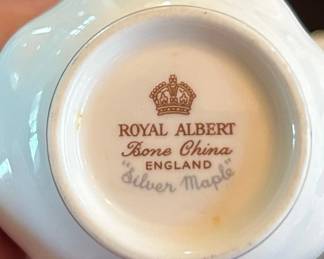 ROYAL ALBERT
Bone China
ENGLAND
"Silver Maple"